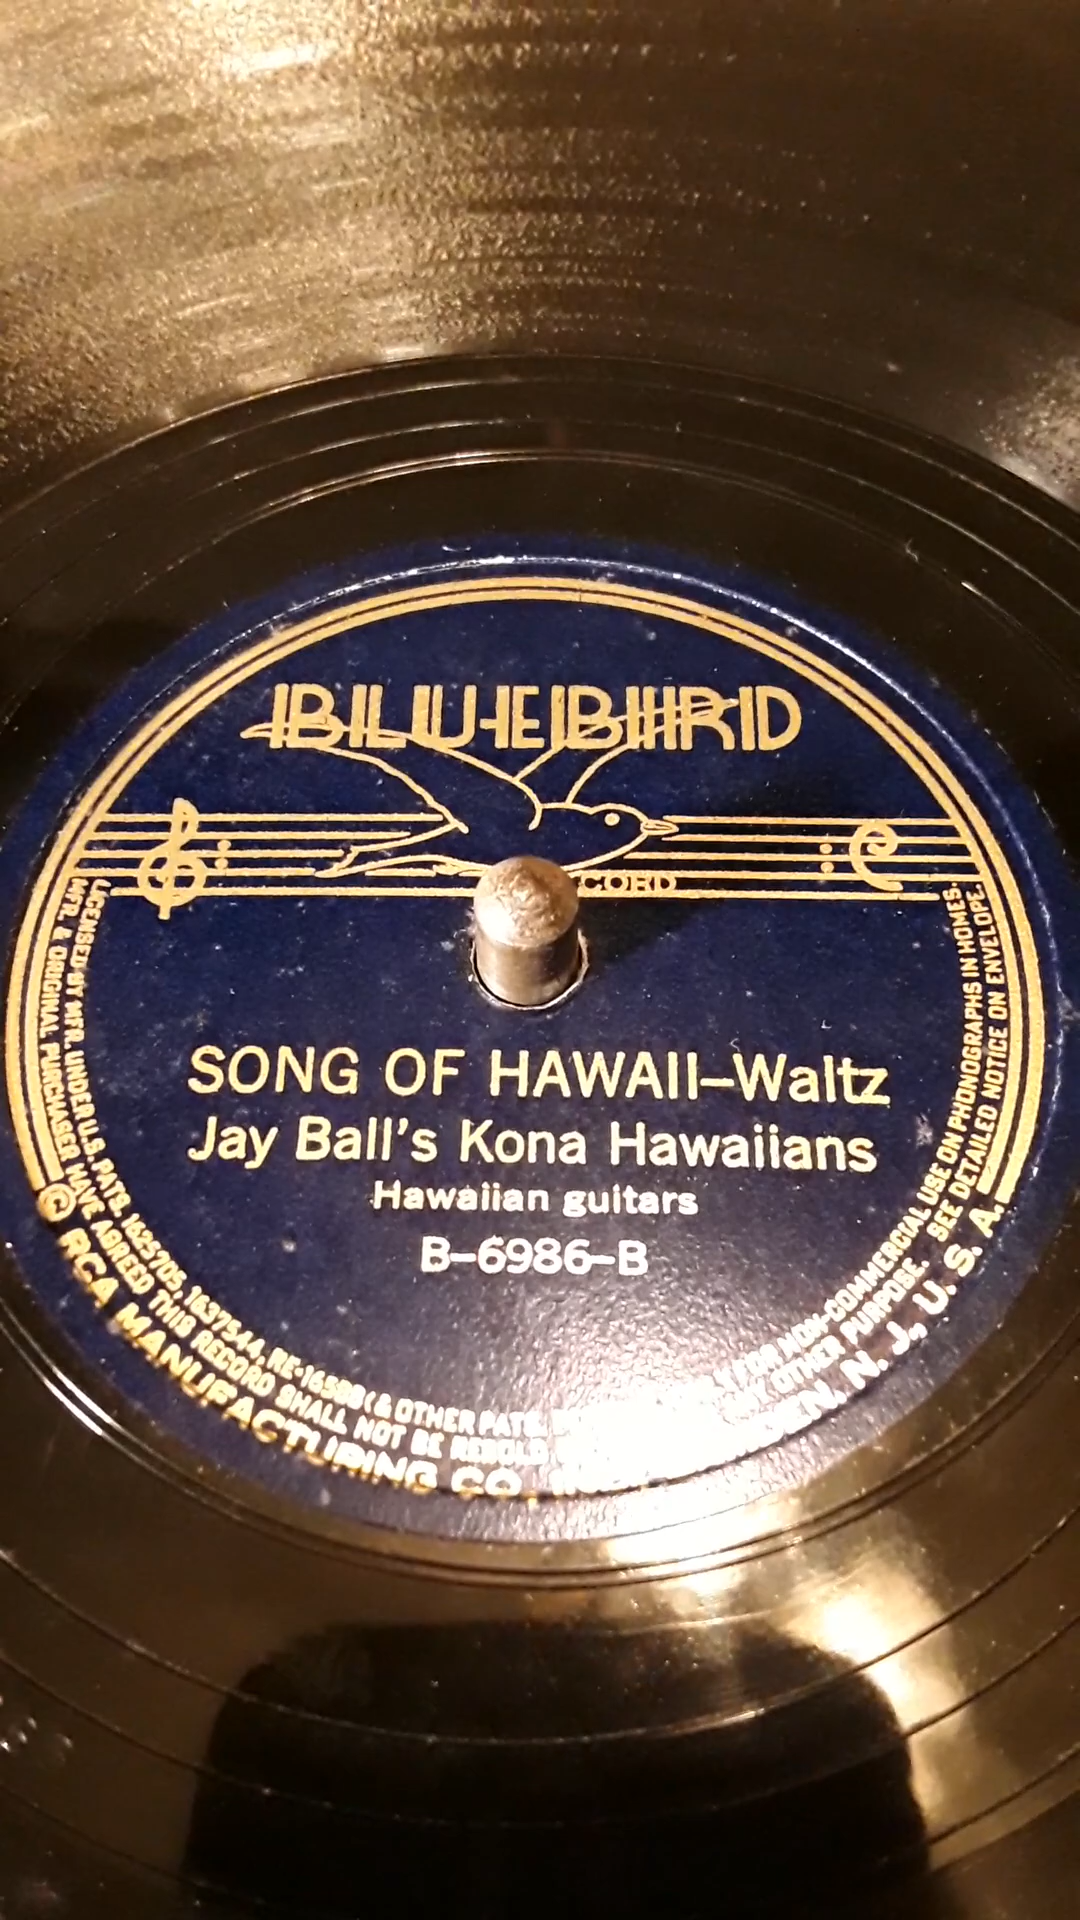 BLUEBIRD
SONG OF HAWAII–Waltz
Jay Ball's Kona Hawaiians
Hawaiian guitars
B–6986–B
LICENSED BY MFR. UNDER U.S. PATS. 1625705, 1637544, RE-16588 (& OTHER PATS. FOR NON-COMMERCIAL USE ON PHONOGRAPHS IN HOMES.
MFR. & ORIGINAL PURCHASER HAVE AGREED THIS RECORD SHALL NOT BE RESOLD OTHER PURPOSE. SEE DETAILED NOTICE ON ENVELOPE.
© RCA MANUFACTURING CO., N. J., U. S. A.